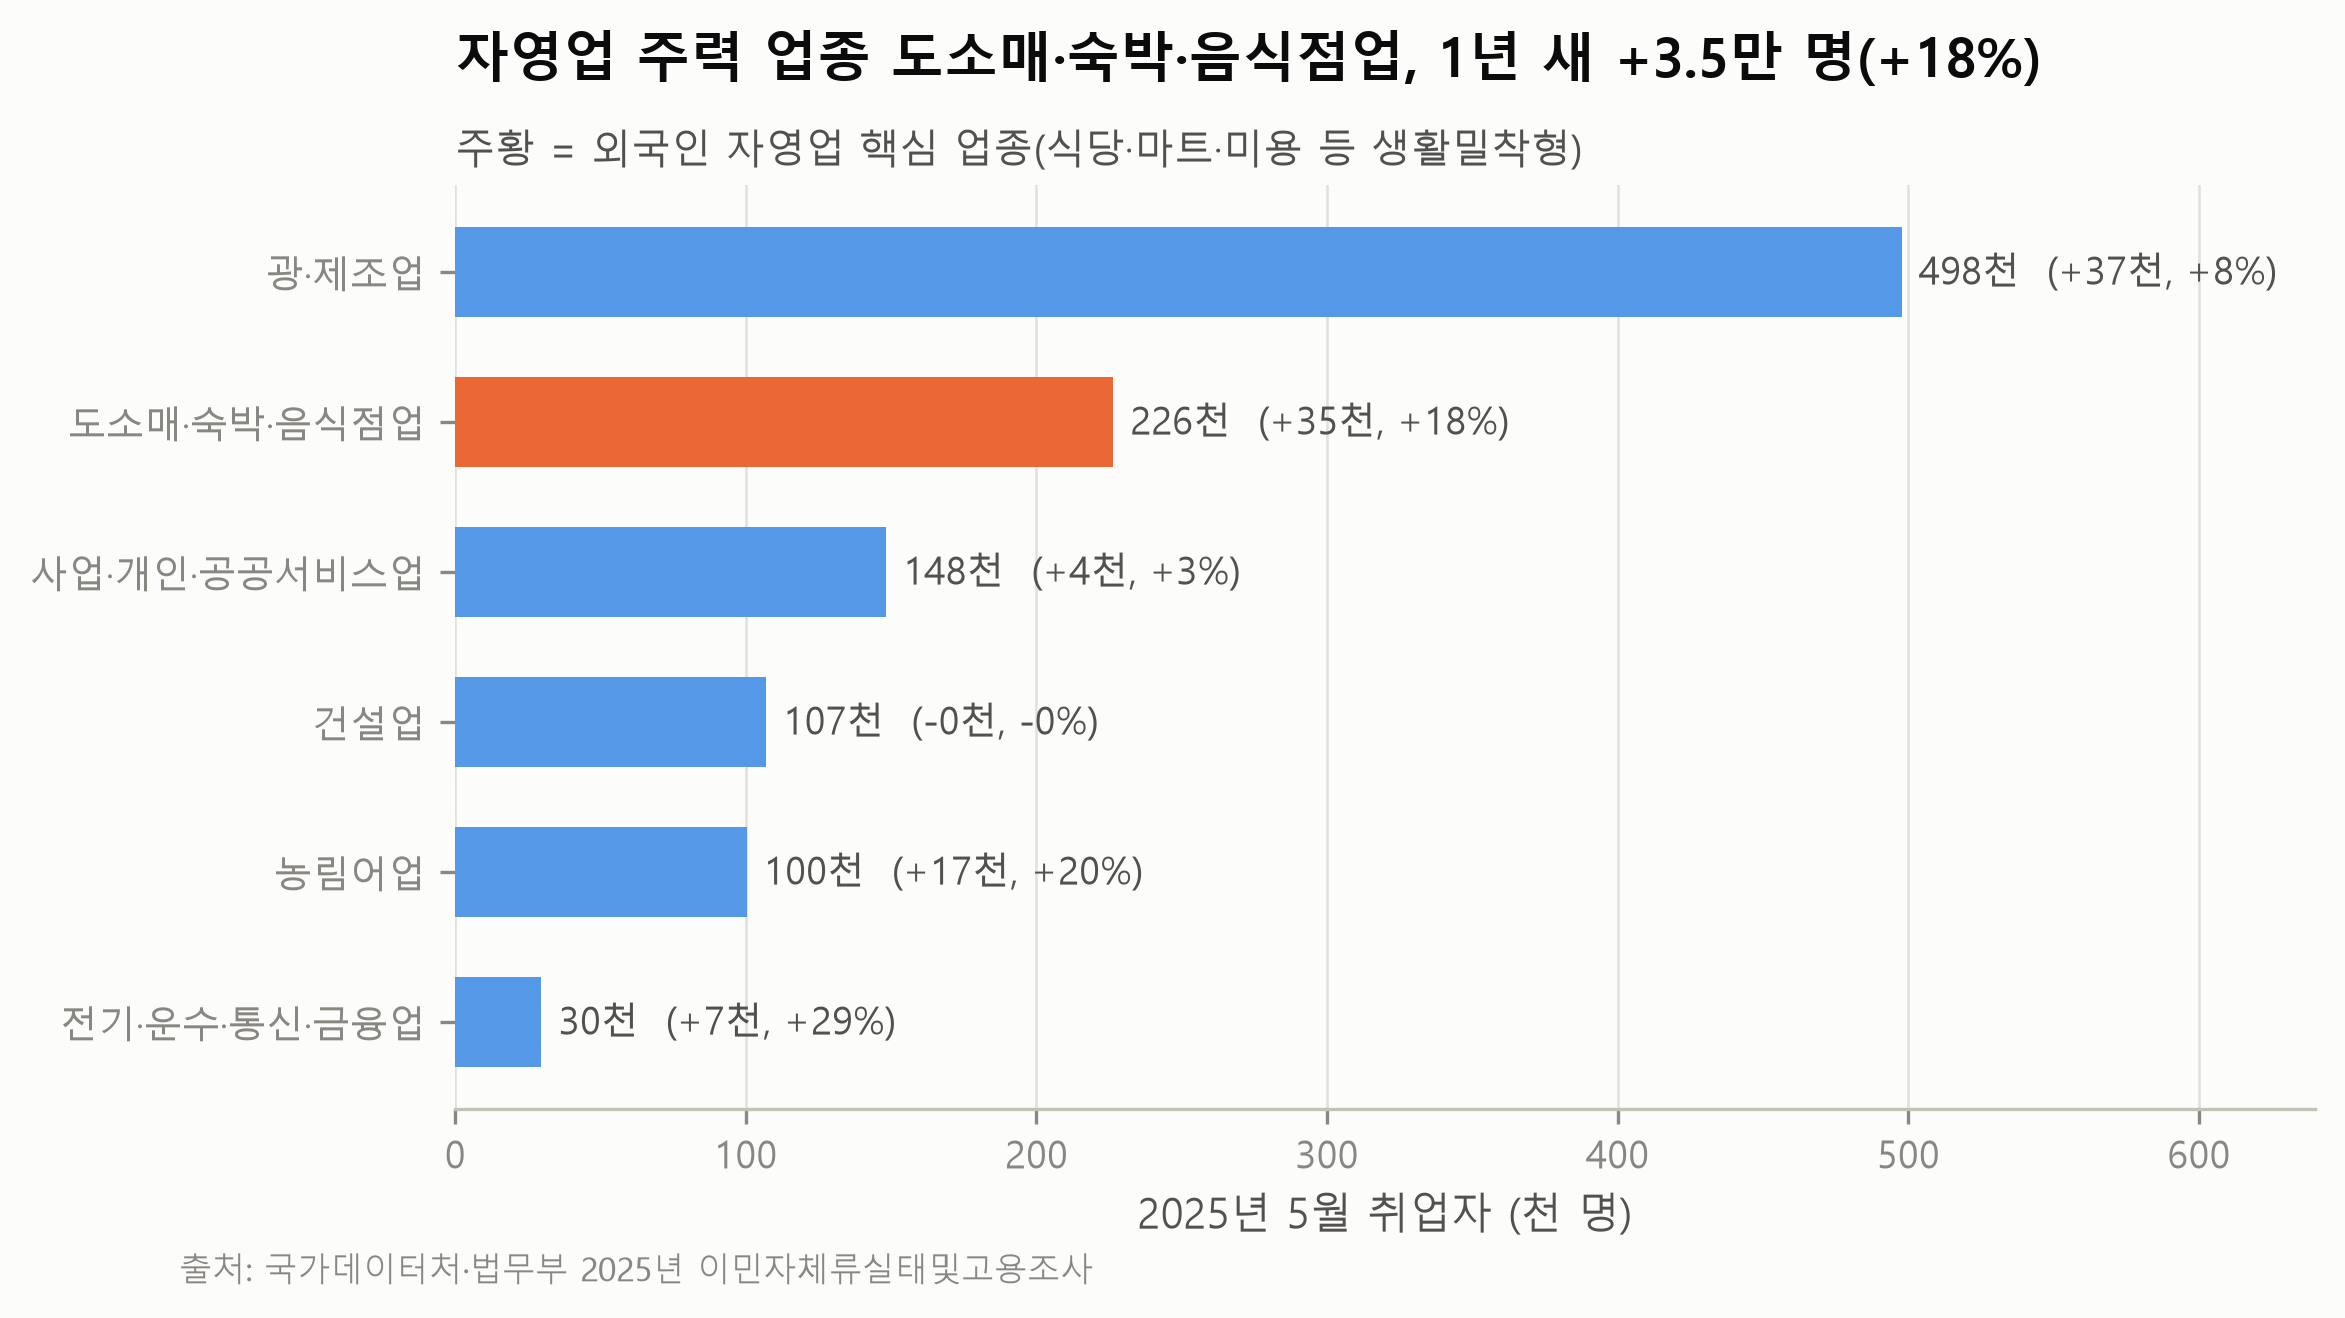 자영업 주력 업종 도소매·숙박·음식점업, 1년 새 +3.5만 명(+18%)
주황 = 외국인 자영업 핵심 업종(식당·마트·미용 등 생활밀착형)
광·제조업 498천 (+37천, +8%)
도소매·숙박·음식점업 226천 (+35천, +18%)
사업·개인·공공서비스업 148천 (+4천, +3%)
건설업 107천 (-0천, -0%)
농림어업 100천 (+17천, +20%)
전기·운수·통신·금융업 30천 (+7천, +29%)
0 100 200 300 400 500 600
2025년 5월 취업자 (천 명)
출처: 국가데이터처·법무부 2025년 이민자체류실태및고용조사